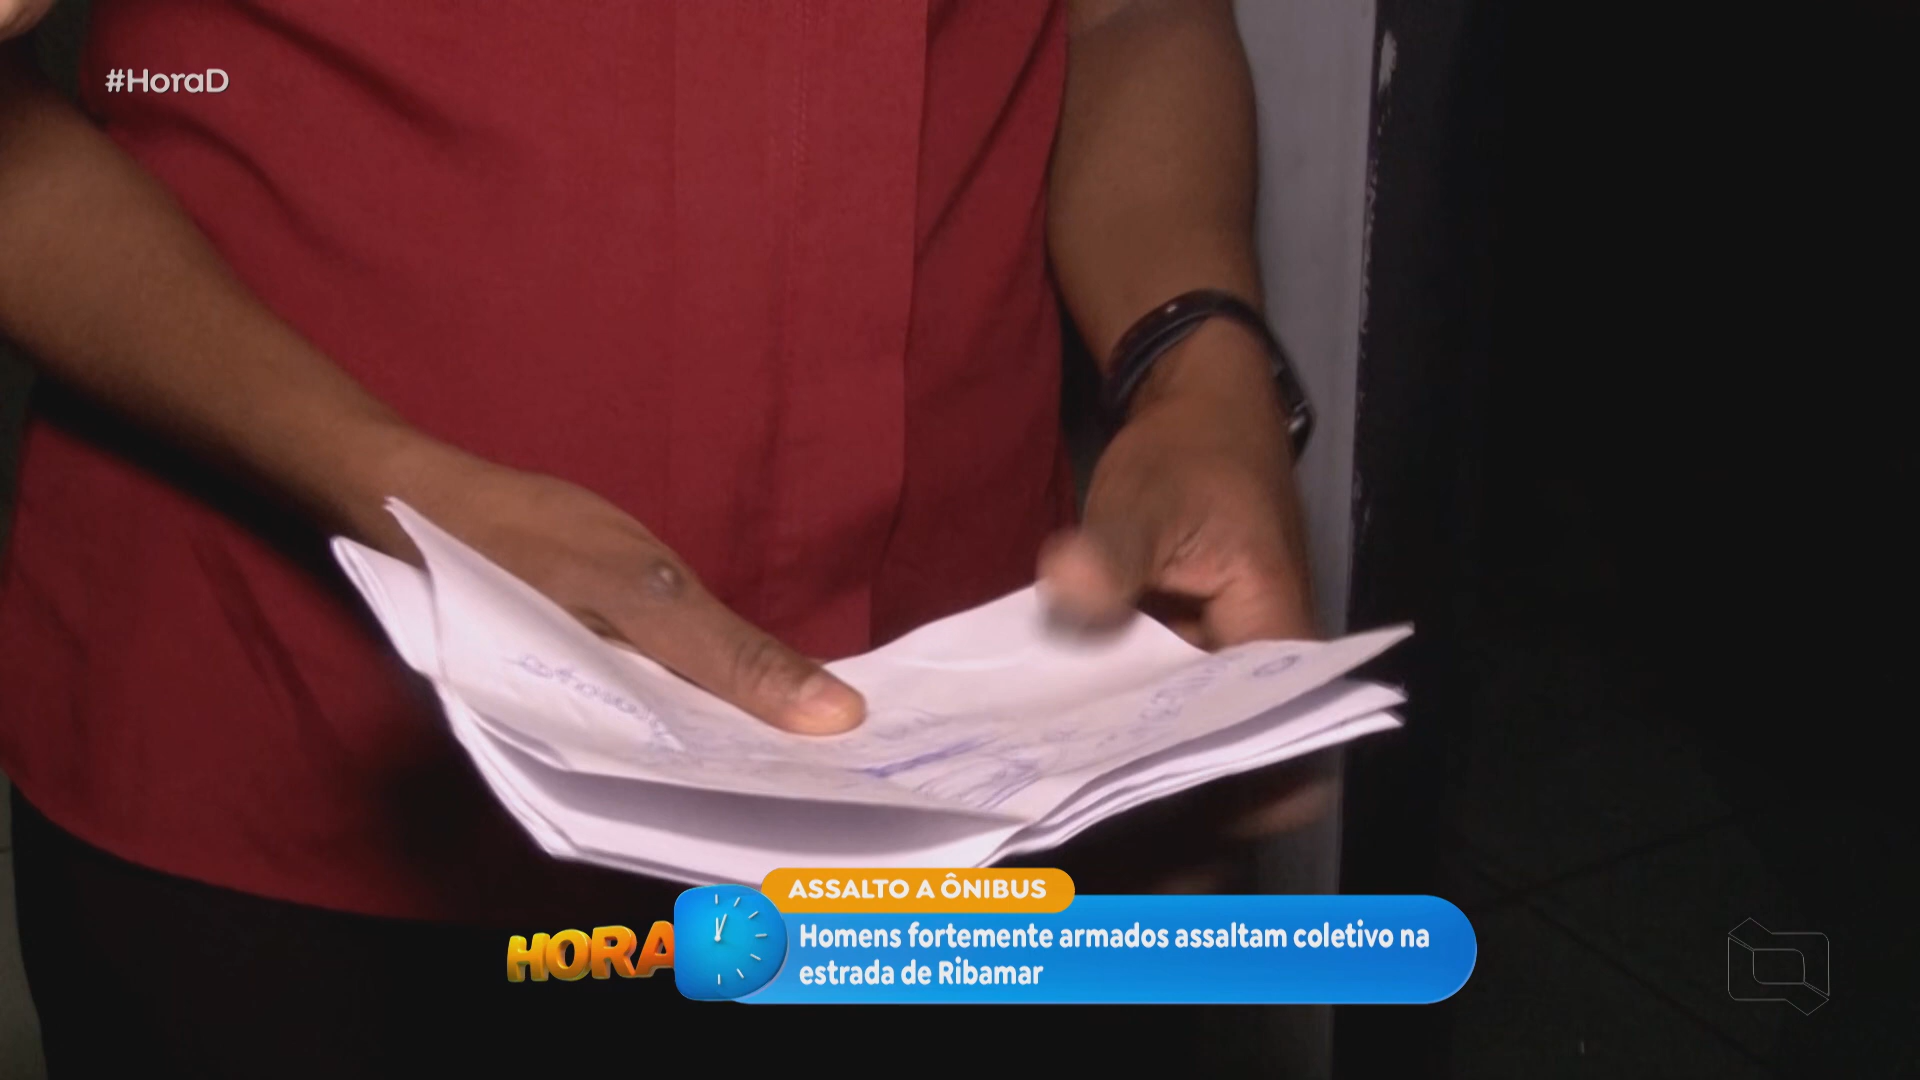 #HoraD
ASSALTO A ÔNIBUS
HORA
Homens fortemente armados assaltam coletivo na
estrada de Ribamar